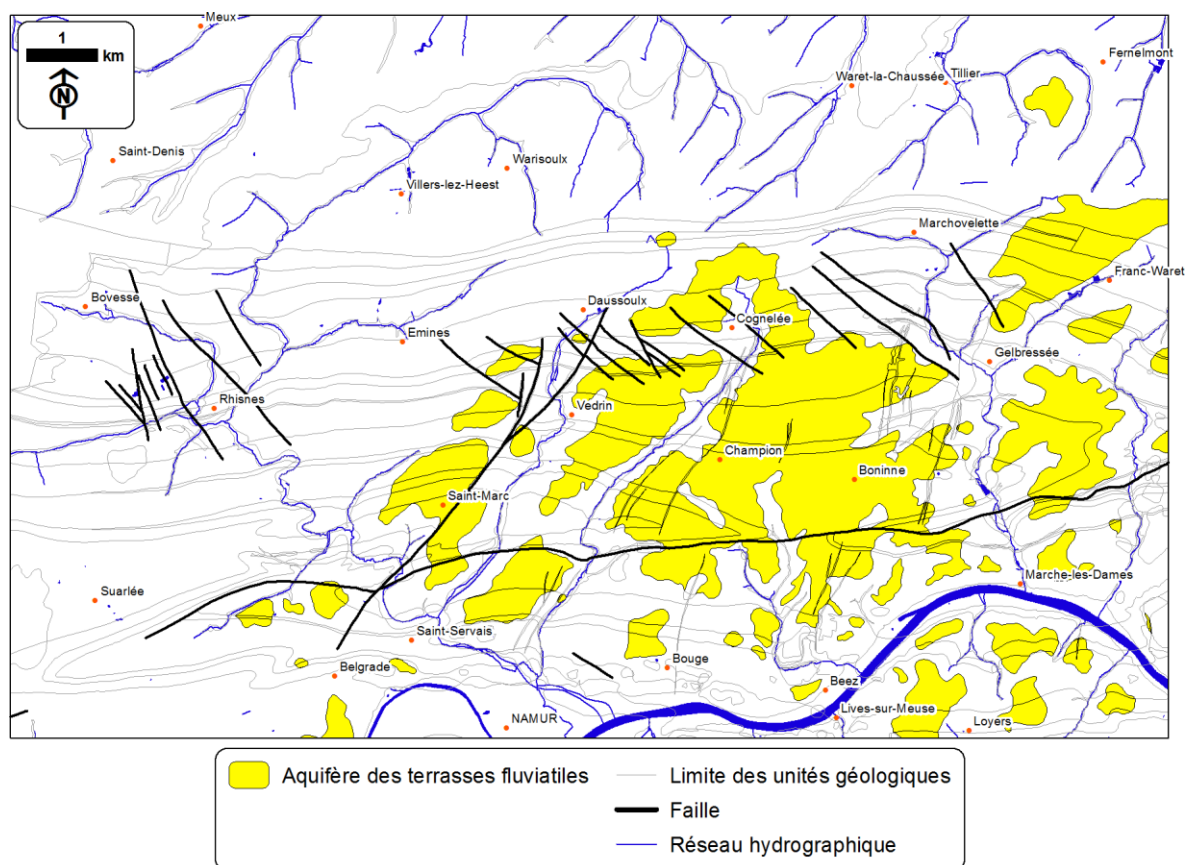 Meux
1
km
N
Fernelmont
Waret-la-Chaussée
Tillier
Saint-Denis
Warisoulx
Villers-lez-Heest
Marchovelette
Franc-Waret
Bovesse
Daussoulx
Cognelée
Emines
Gelbressée
Rhisnes
Vedrin
Champion
Boninne
Saint-Marc
Marche-les-Dames
Suarlée
Saint-Servais
Bouge
Belgrade
Beez
Lives-sur-Meuse
NAMUR
Loyers
Aquifère des terrasses fluviatiles
Limite des unités géologiques
Faille
Réseau hydrographique